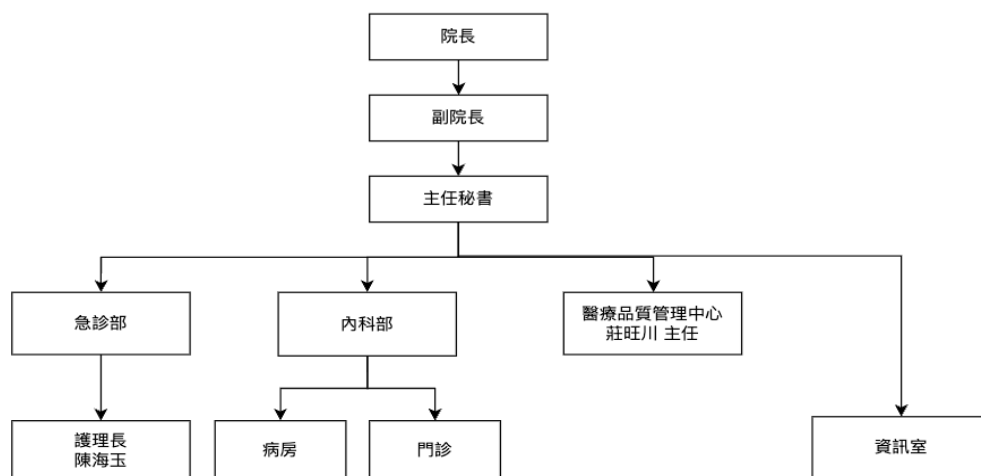 院長
副院長
主任秘書
急診部
內科部
醫療品質管理中心
莊旺川 主任
護理長
陳海玉
病房
門診
資訊室